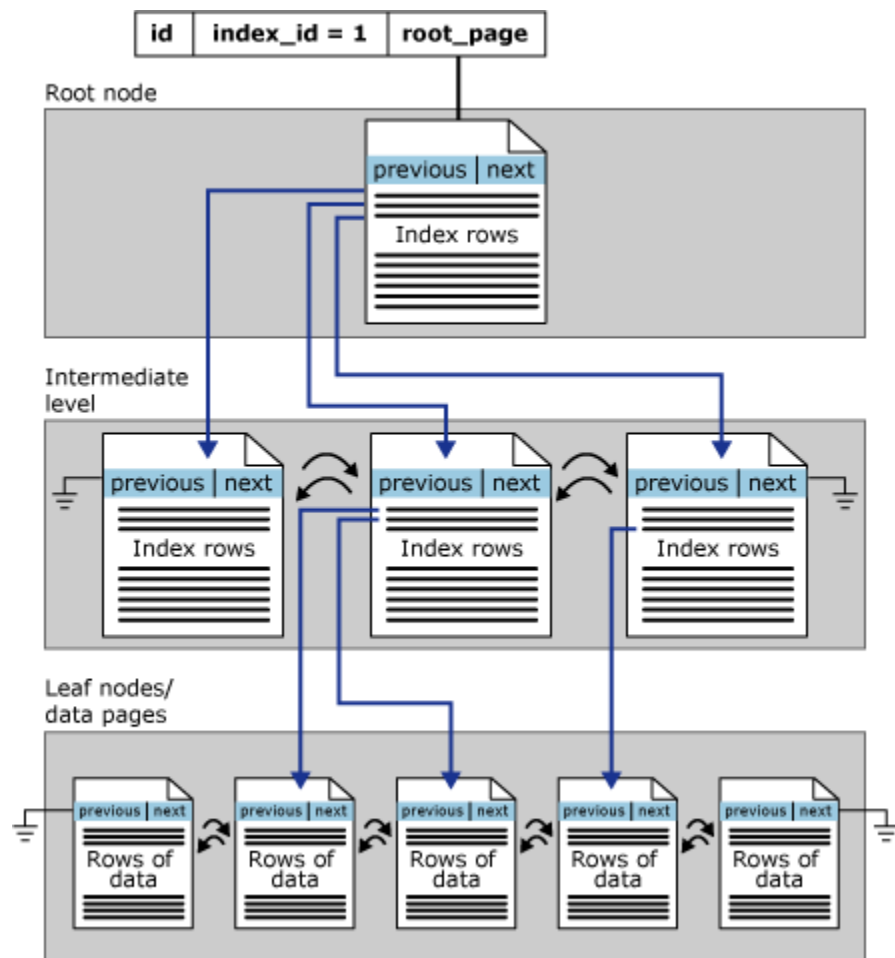 id index_id = 1 root_page
Root node
previous next
Index rows
Intermediate
level
previous next previous next previous next
Index rows Index rows Index rows
Leaf nodes/
data pages
previous next previous next previous next previous next previous next
Rows of Rows of Rows of Rows of Rows of
data data data data data